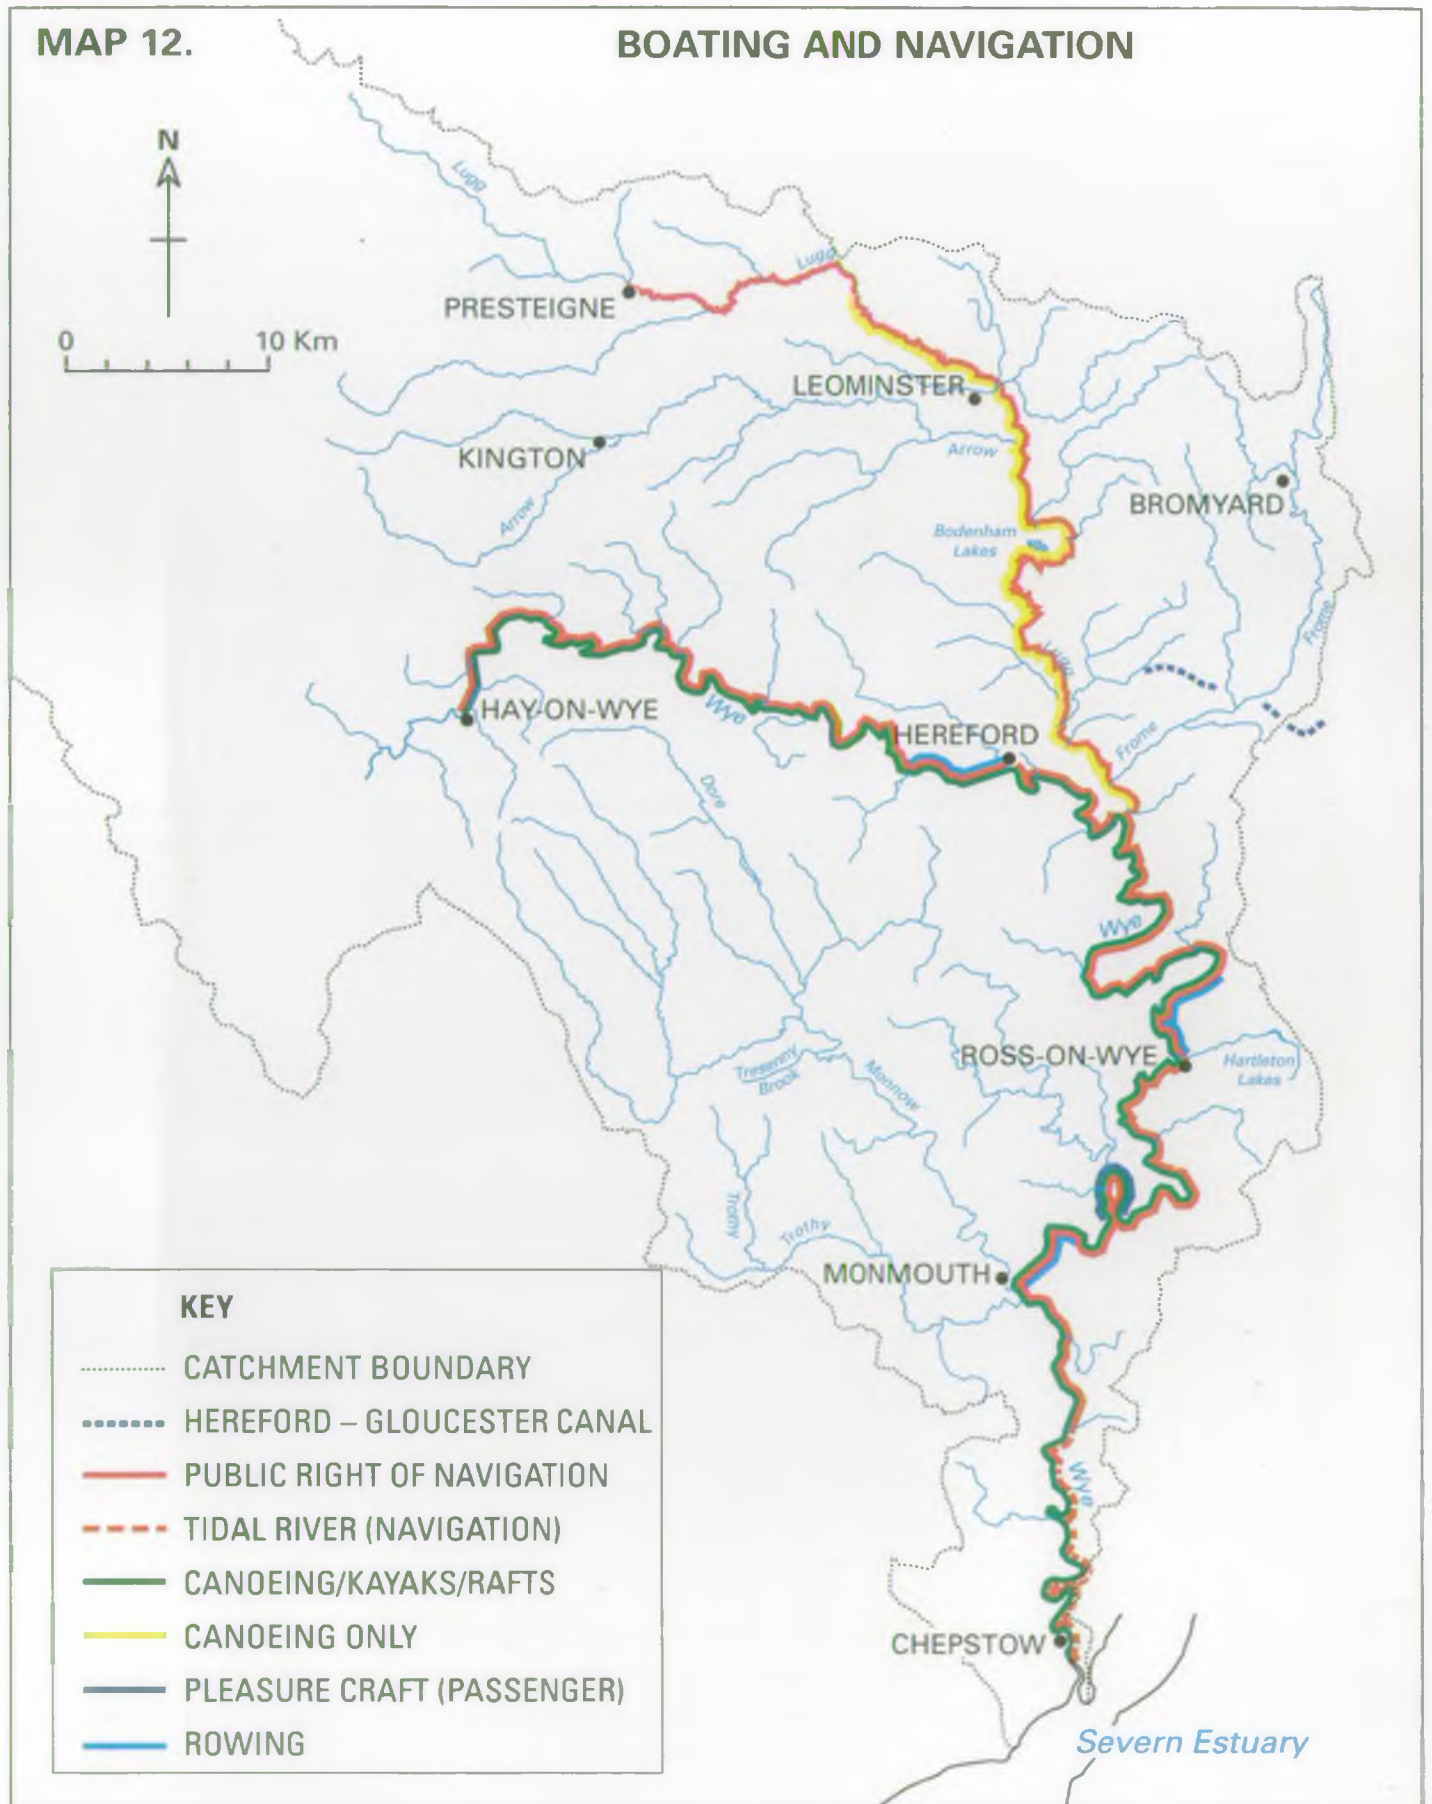 MAP 12.
BOATING AND NAVIGATION
N
0 10 Km
Lugg
Lugg
PRESTEIGNE
LEOMINSTER
KINGTON
Arrow
Arrow
BROMYARD
Bodenham
Lakes
Frome
Lugg
HAY-ON-WYE
Wye
HEREFORD
Frome
Dore
Wye
ROSS-ON-WYE
Hartleton
Lakes
Tresenny
Brook
Monnow
Trothy
Trothy
MONMOUTH
Wye
CHEPSTOW
Severn Estuary
KEY
CATCHMENT BOUNDARY
HEREFORD – GLOUCESTER CANAL
PUBLIC RIGHT OF NAVIGATION
TIDAL RIVER (NAVIGATION)
CANOEING/KAYAKS/RAFTS
CANOEING ONLY
PLEASURE CRAFT (PASSENGER)
ROWING